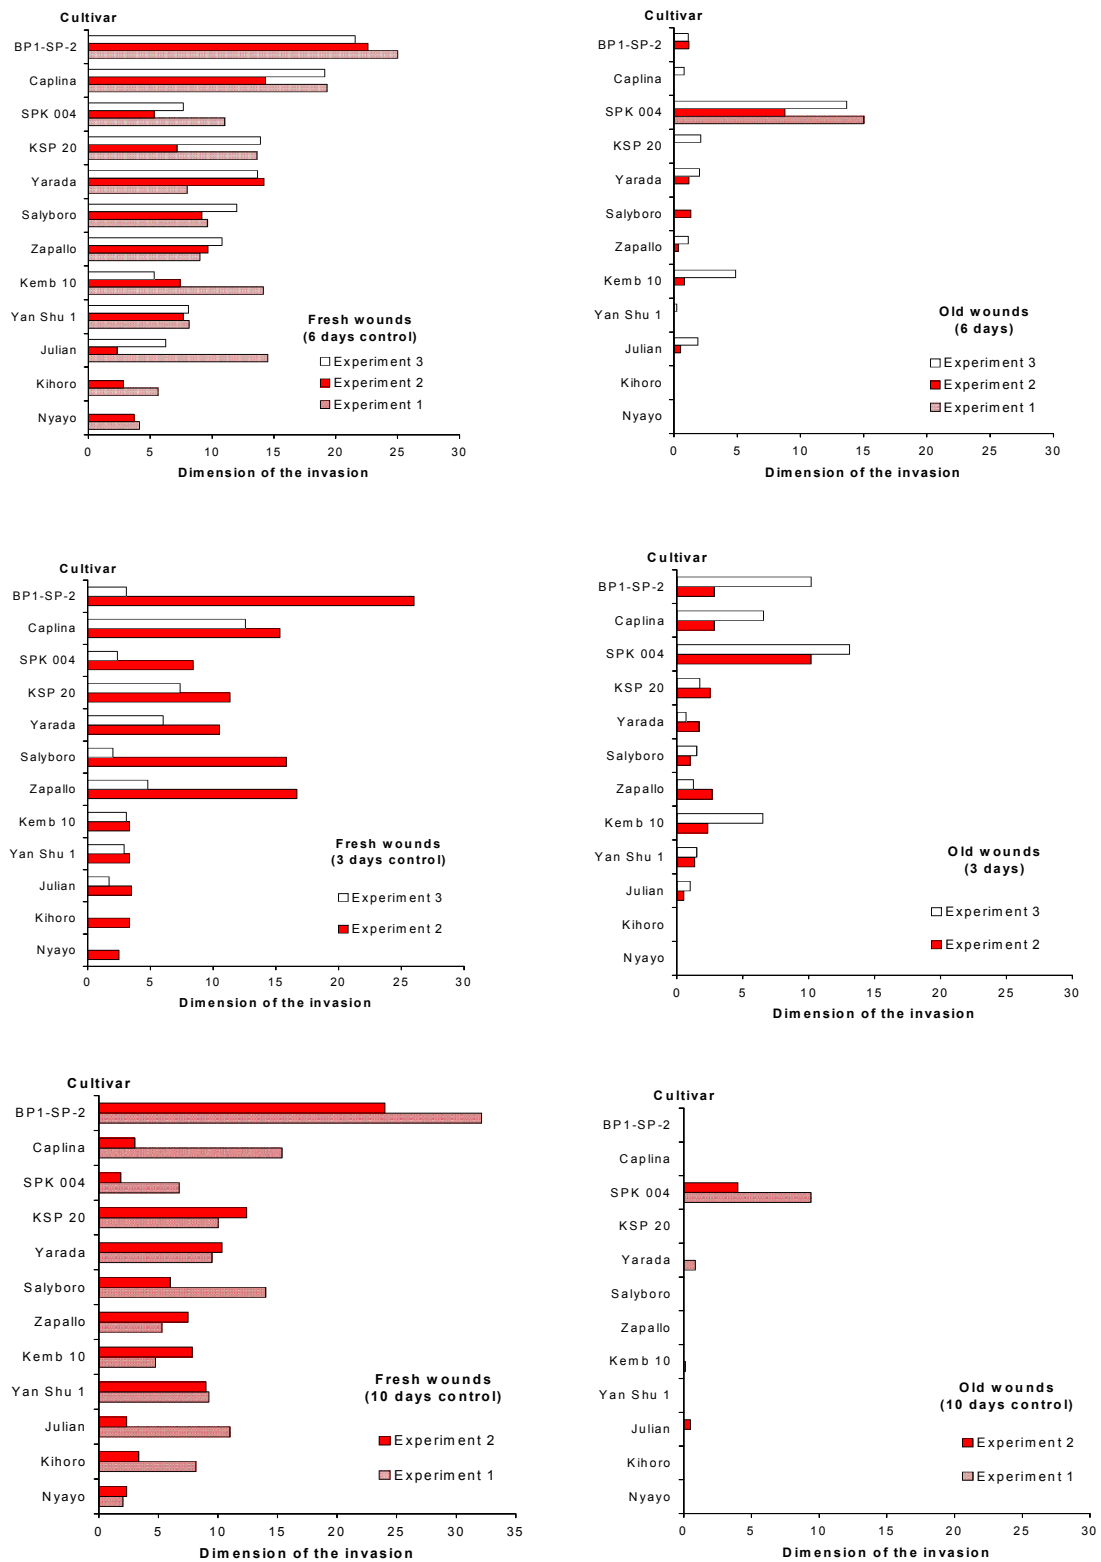 Cultivar
BP1-SP-2
Caplina
SPK 004
KSP 20
Yarada
Salyboro
Zapallo
Kemb 10
Yan Shu 1
Julian
Kihoro
Nyayo
Fresh wounds
(6 days control)
Experiment 3
Experiment 2
Experiment 1
0 5 10 15 20 25 30
Dimension of the invasion
Cultivar
BP1-SP-2
Caplina
SPK 004
KSP 20
Yarada
Salyboro
Zapallo
Kemb 10
Yan Shu 1
Julian
Kihoro
Nyayo
Old wounds
(6 days)
Experiment 3
Experiment 2
Experiment 1
0 5 10 15 20 25 30
Dimension of the invasion
Cultivar
BP1-SP-2
Caplina
SPK 004
KSP 20
Yarada
Salyboro
Zapallo
Kemb 10
Yan Shu 1
Julian
Kihoro
Nyayo
Fresh wounds
(3 days control)
Experiment 3
Experiment 2
0 5 10 15 20 25 30
Dimension of the invasion
Cultivar
BP1-SP-2
Caplina
SPK 004
KSP 20
Yarada
Salyboro
Zapallo
Kemb 10
Yan Shu 1
Julian
Kihoro
Nyayo
Old wounds
(3 days)
Experiment 3
Experiment 2
0 5 10 15 20 25 30
Dimension of the invasion
Cultivar
BP1-SP-2
Caplina
SPK 004
KSP 20
Yarada
Salyboro
Zapallo
Kemb 10
Yan Shu 1
Julian
Kihoro
Nyayo
Fresh wounds
(10 days control)
Experiment 2
Experiment 1
0 5 10 15 20 25 30 35
Dimension of the invasion
Cultivar
BP1-SP-2
Caplina
SPK 004
KSP 20
Yarada
Salyboro
Zapallo
Kemb 10
Yan Shu 1
Julian
Kihoro
Nyayo
Old wounds
(10 days control)
Experiment 2
Experiment 1
0 5 10 15 20 25 30
Dimension of the invasion